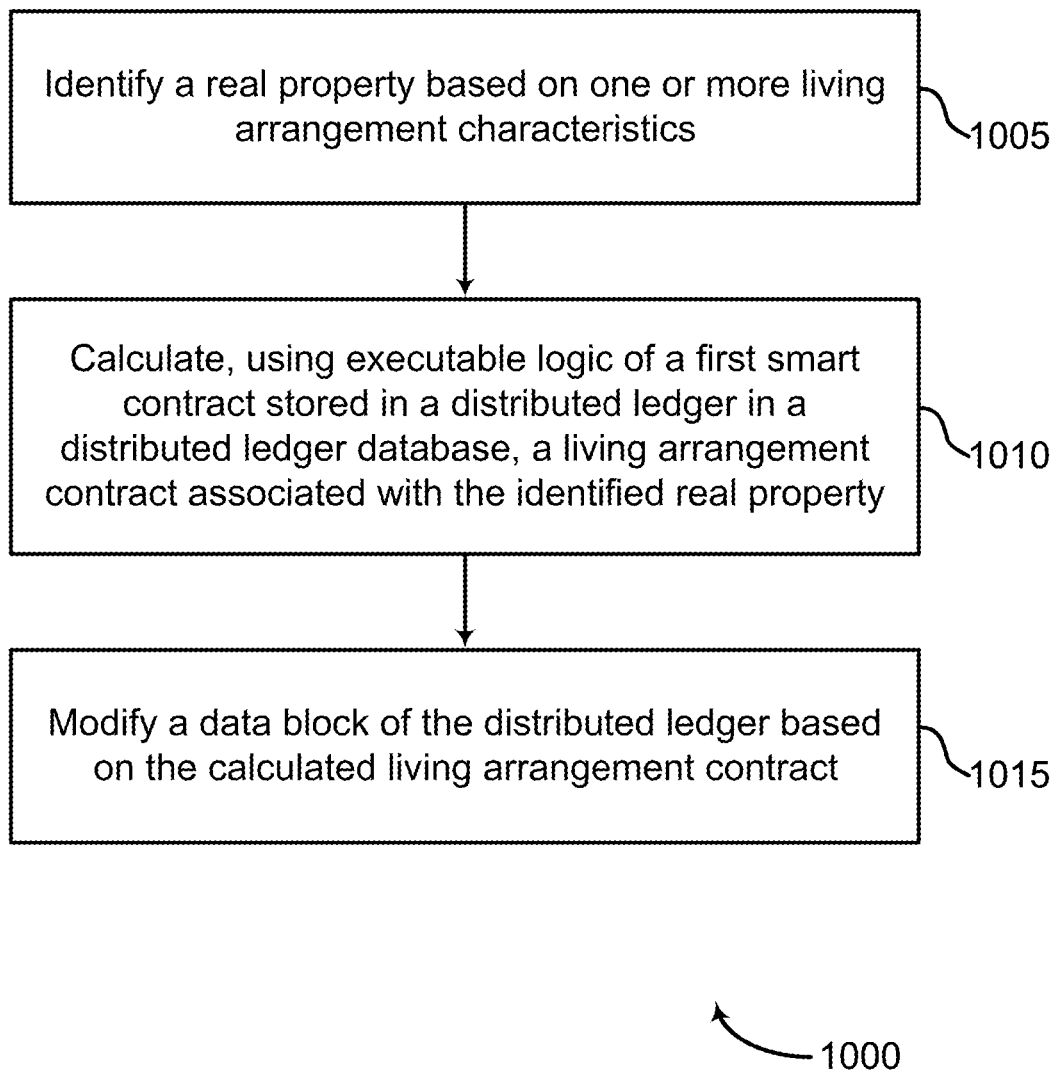 Identify a real property based on one or more living
arrangement characteristics
1005
Calculate, using executable logic of a first smart
contract stored in a distributed ledger in a
distributed ledger database, a living arrangement
contract associated with the identified real property
1010
Modify a data block of the distributed ledger based
on the calculated living arrangement contract
1015
1000